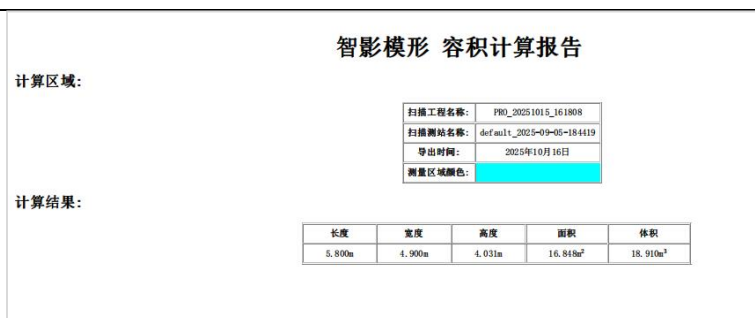 智影模形 容积计算报告
计算区域:
扫描工程名称: PRO_20251015_161808
扫描测站名称: default_2025-09-05-184419
导出时间: 2025年10月16日
测量区域颜色:
计算结果:
长度 宽度 高度 面积 体积
5.800m 4.900m 4.031m 16.848m² 18.910m³